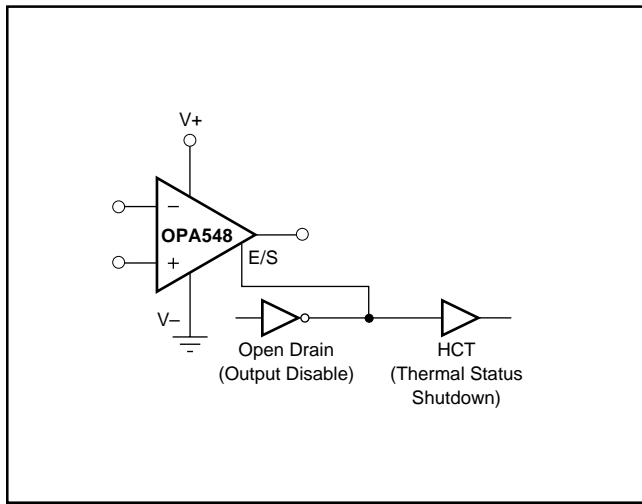 V+
−
OPA548
+
E/S
V−
Open Drain
(Output Disable)
HCT
(Thermal Status
Shutdown)